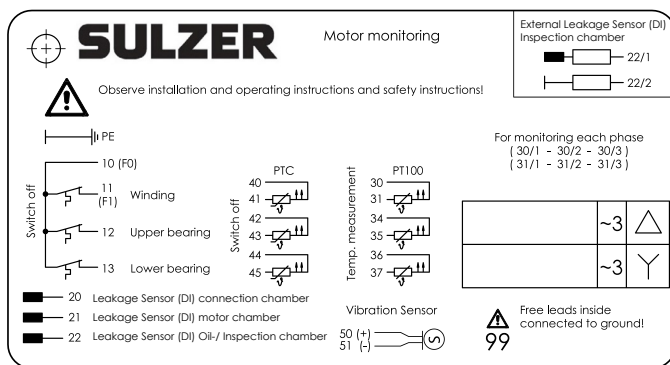 SULZER
Motor monitoring
External Leakage Sensor (DI)
Inspection chamber
22/1
22/2
Observe installation and operating instructions and safety instructions!
PE
For monitoring each phase
( 30/1 - 30/2 - 30/3 )
( 31/1 - 31/2 - 31/3 )
Switch off
10 (F0)
11
(F1)
Winding
12
Upper bearing
13
Lower bearing
Switch off
PTC
40
41
42
43
44
45
Temp. measurement
PT100
30
31
34
35
36
37
~3
~3
20 Leakage Sensor (DI) connection chamber
21 Leakage Sensor (DI) motor chamber
22 Leakage Sensor (DI) Oil-/ Inspection chamber
Vibration Sensor
50 (+)
51 (-)
S
Free leads inside
connected to ground!
99